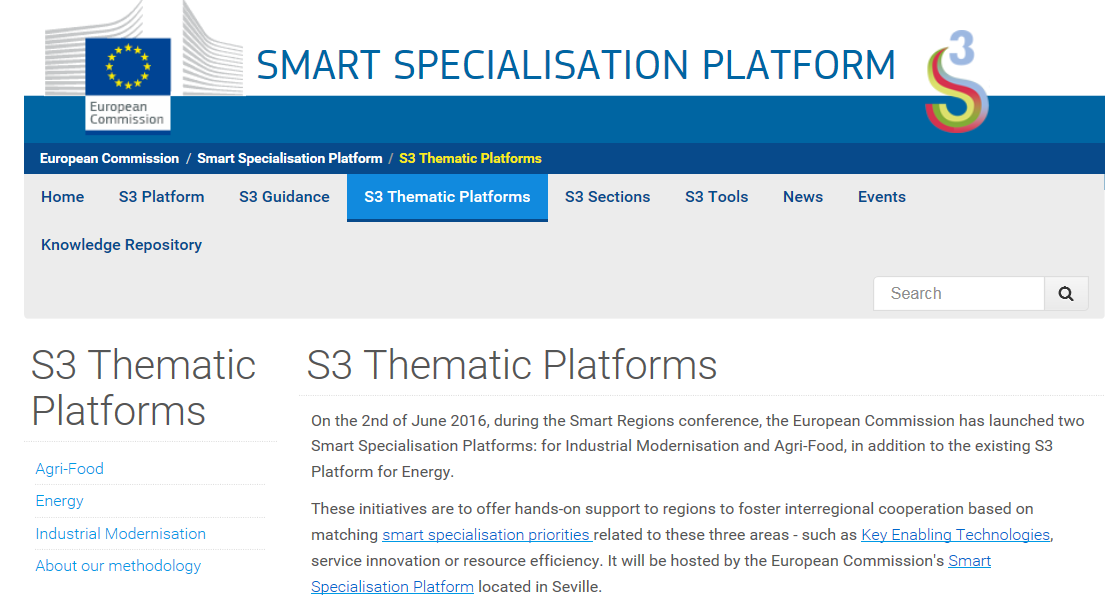 SMART SPECIALISATION PLATFORM
S3
European
Commission
European Commission / Smart Specialisation Platform / S3 Thematic Platforms
Home S3 Platform S3 Guidance S3 Thematic Platforms S3 Sections S3 Tools News Events
Knowledge Repository
Search
S3 Thematic
Platforms
Agri-Food
Energy
Industrial Modernisation
About our methodology
S3 Thematic Platforms
On the 2nd of June 2016, during the Smart Regions conference, the European Commission has launched two
Smart Specialisation Platforms: for Industrial Modernisation and Agri-Food, in addition to the existing S3
Platform for Energy.
These initiatives are to offer hands-on support to regions to foster interregional cooperation based on
matching smart specialisation priorities related to these three areas - such as Key Enabling Technologies,
service innovation or resource efficiency. It will be hosted by the European Commission's Smart
Specialisation Platform located in Seville.